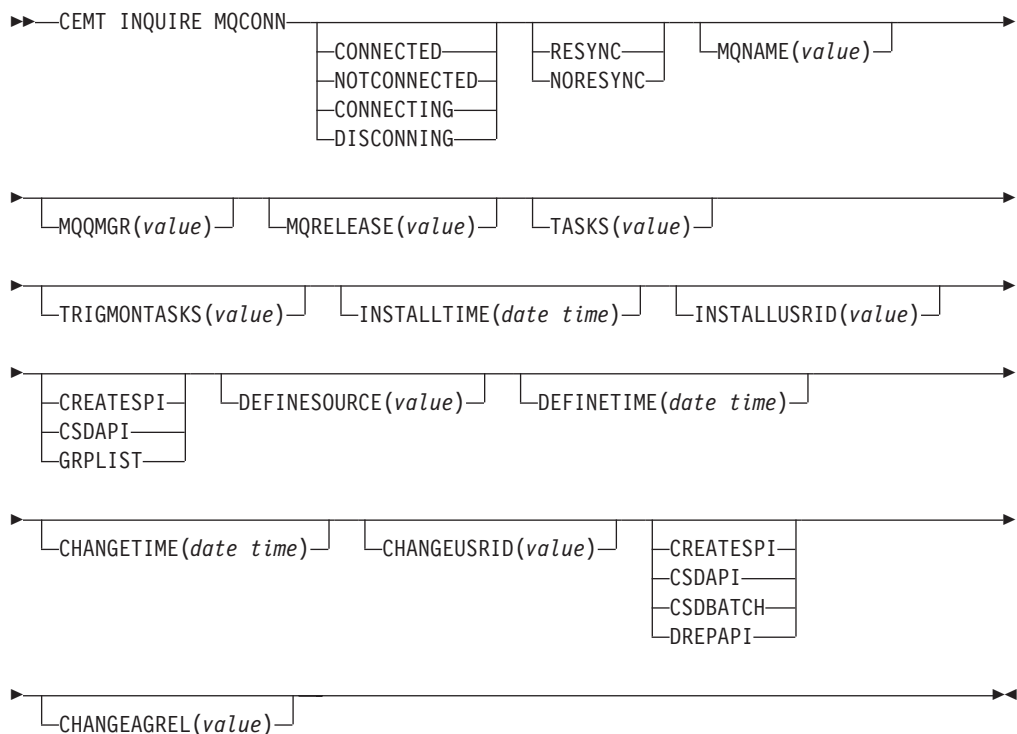 CEMT INQUIRE MQCONN
CONNECTED
NOTCONNECTED
CONNECTING
DISCONNING
RESYNC
NORESYNC
MQNAME(value)
MQQMGR(value)
MQRELEASE(value)
TASKS(value)
TRIGMONTASKS(value)
INSTALLTIME(date time)
INSTALLUSRID(value)
CREATESPI
CSDAPI
GRPLIST
DEFINESOURCE(value)
DEFINETIME(date time)
CHANGETIME(date time)
CHANGEUSRID(value)
CREATESPI
CSDAPI
CSDBATCH
DREPAPI
CHANGEAGREL(value)